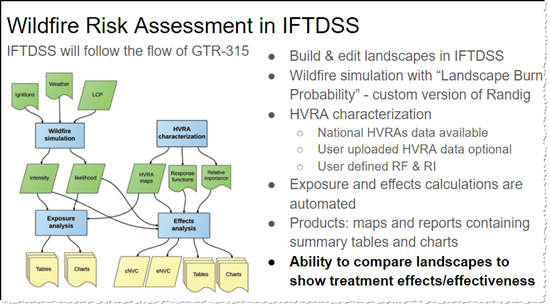 Wildfire Risk Assessment in IFTDSS
IFTDSS will follow the flow of GTR-315
Ignitions
Weather
LCP
Wildfire
simulation
HVRA
characterization
intensity
likelihood
HVRA
maps
Response
functions
Relative
importance
Exposure
analysis
Effects
analysis
Tables
Charts
cNVC
eNVC
Tables
Charts
● Build & edit landscapes in IFTDSS
● Wildfire simulation with “Landscape Burn
Probability” - custom version of Randig
● HVRA characterization
○ National HVRAs data available
○ User uploaded HVRA data optional
○ User defined RF & RI
● Exposure and effects calculations are
automated
● Products: maps and reports containing
summary tables and charts
● Ability to compare landscapes to
show treatment effects/effectiveness